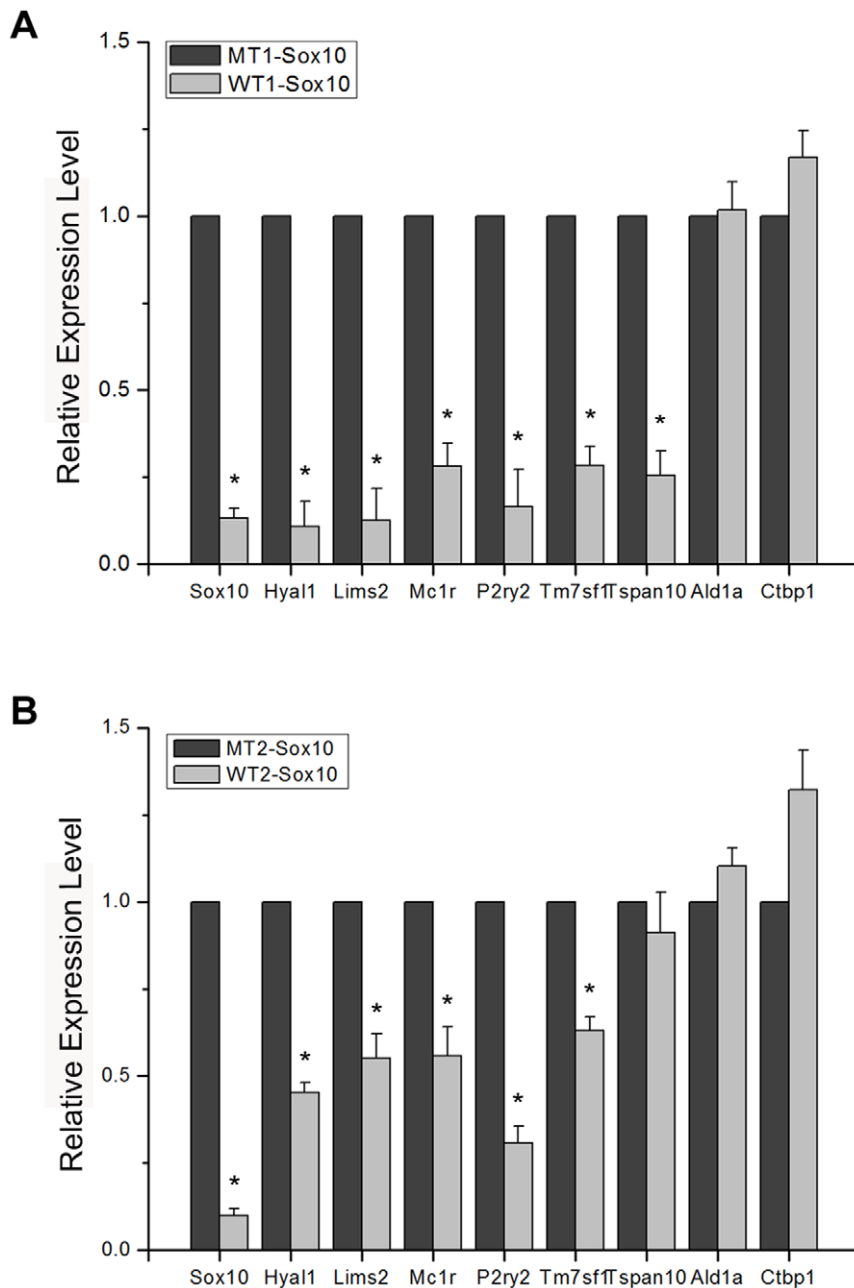 A
MT1-Sox10
WT1-Sox10
Relative Expression Level
1.5
1.0
0.5
0.0
*
*
*
*
*
*
*
Sox10 Hyal1 Lims2 Mc1r P2ry2 Tm7sf1 Tspan10 Ald1a Ctbp1
B
MT2-Sox10
WT2-Sox10
Relative Expression Level
1.5
1.0
0.5
0.0
*
*
*
*
*
*
Sox10 Hyal1 Lims2 Mc1r P2ry2 Tm7sf1 Tspan10 Ald1a Ctbp1